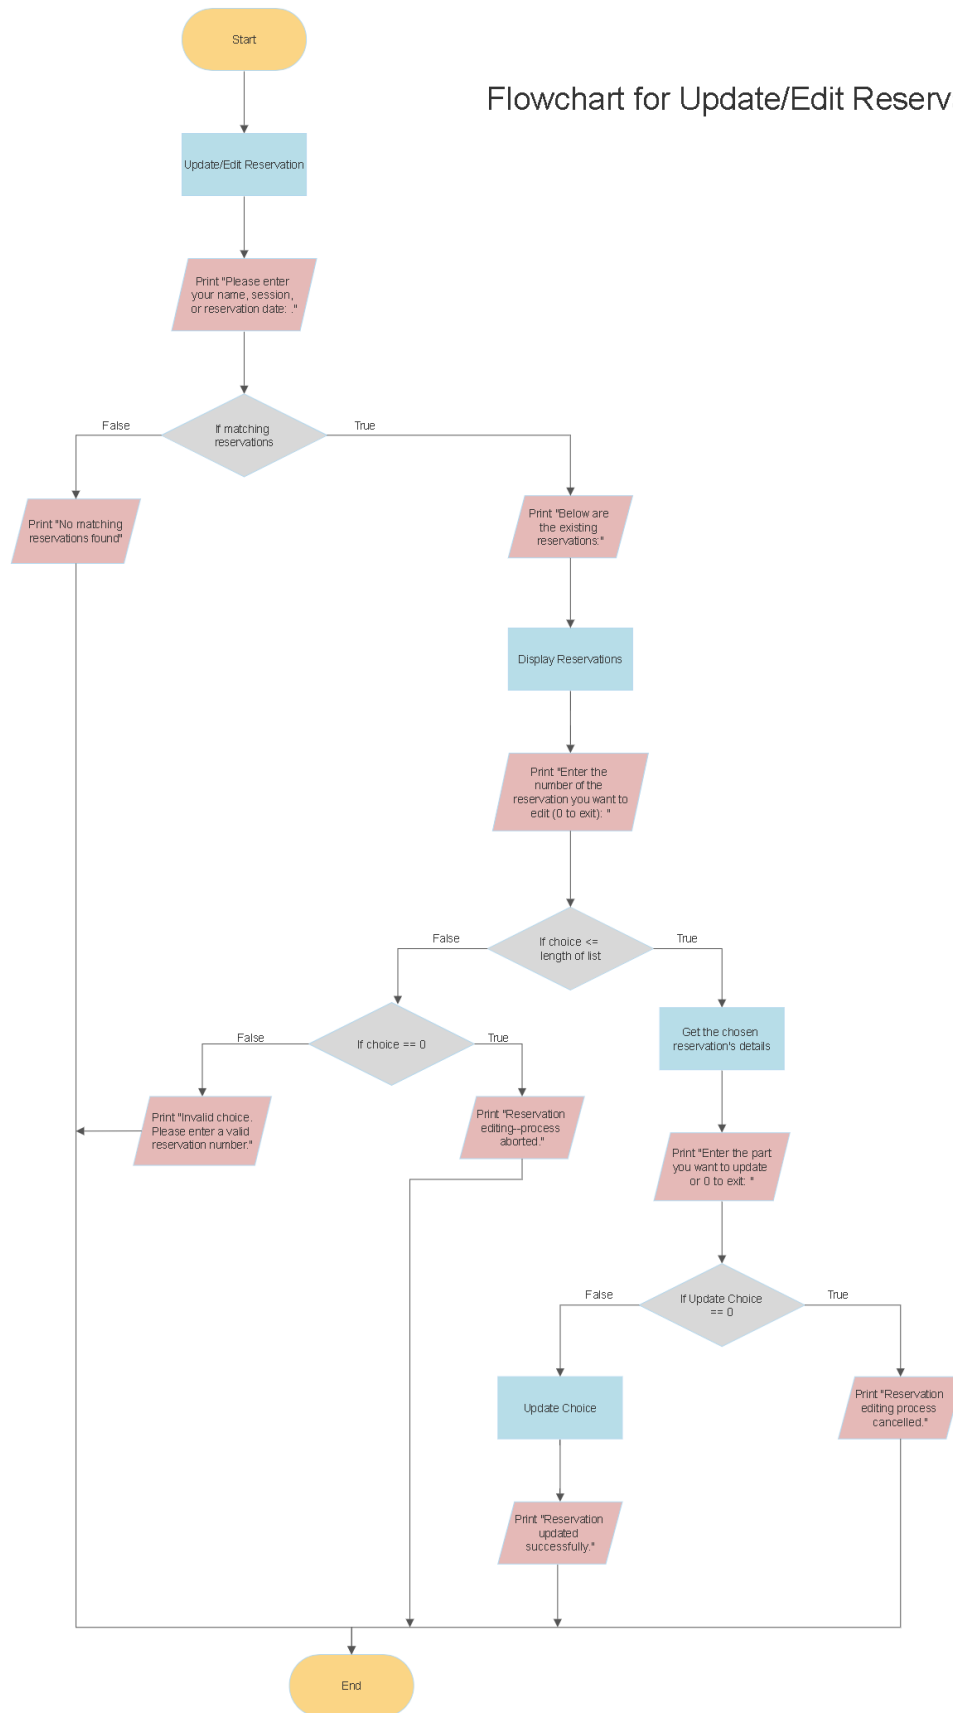 Start
Flowchart for Update/Edit Reserv
Update/Edit Reservation
Print "Please enter
your name, session,
or reservation date: ."
If matching
reservations
False
True
Print "No matching
reservations found"
Print "Below are
the existing
reservations:"
Display Reservations
Print "Enter the
number of the
reservation you want to
edit (0 to exit): "
If choice <=
length of list
False
True
If choice == 0
False
True
Get the chosen
reservation's details
Print "Invalid choice.
Please enter a valid
reservation number."
Print "Reservation
editing--process
aborted."
Print "Enter the part
you want to update
or 0 to exit: "
If Update Choice
== 0
False
True
Update Choice
Print "Reservation
editing process
cancelled."
Print "Reservation
updated
successfully."
End